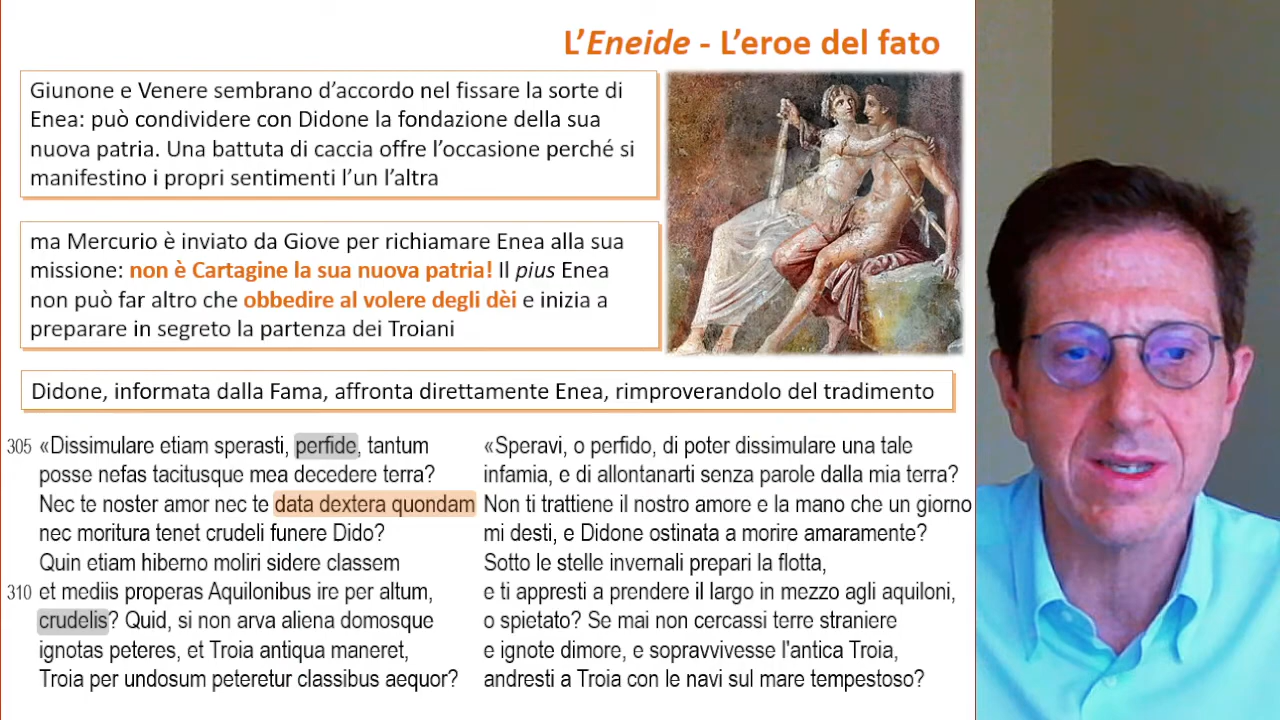 L'Eneide - L'eroe del fato
Giunone e Venere sembrano d'accordo nel fissare la sorte di
Enea: può condividere con Didone la fondazione della sua
nuova patria. Una battuta di caccia offre l'occasione perché si
manifestino i propri sentimenti l'un l'altra
ma Mercurio è inviato da Giove per richiamare Enea alla sua
missione: non è Cartagine la sua nuova patria! Il pius Enea
non può far altro che obbedire al volere degli dèi e inizia a
preparare in segreto la partenza dei Troiani
Didone, informata dalla Fama, affronta direttamente Enea, rimproverandolo del tradimento
305 «Dissimulare etiam sperasti, perfide, tantum
posse nefas tacitusque mea decedere terra?
Nec te noster amor nec te data dextera quondam
nec moritura tenet crudeli funere Dido?
Quin etiam hiberno moliri sidere classem
310 et mediis properas Aquilonibus ire per altum,
crudelis? Quid, si non arva aliena domosque
ignotas peteres, et Troia antiqua maneret,
Troia per undosum peteretur classibus aequor?
«Speravi, o perfido, di poter dissimulare una tale
infamia, e di allontanarti senza parole dalla mia terra?
Non ti trattiene il nostro amore e la mano che un giorno
mi desti, e Didone ostinata a morire amaramente?
Sotto le stelle invernali prepari la flotta,
e ti appresti a prendere il largo in mezzo agli aquiloni,
o spietato? Se mai non cercassi terre straniere
e ignote dimore, e sopravvivesse l'antica Troia,
andresti a Troia con le navi sul mare tempestoso?